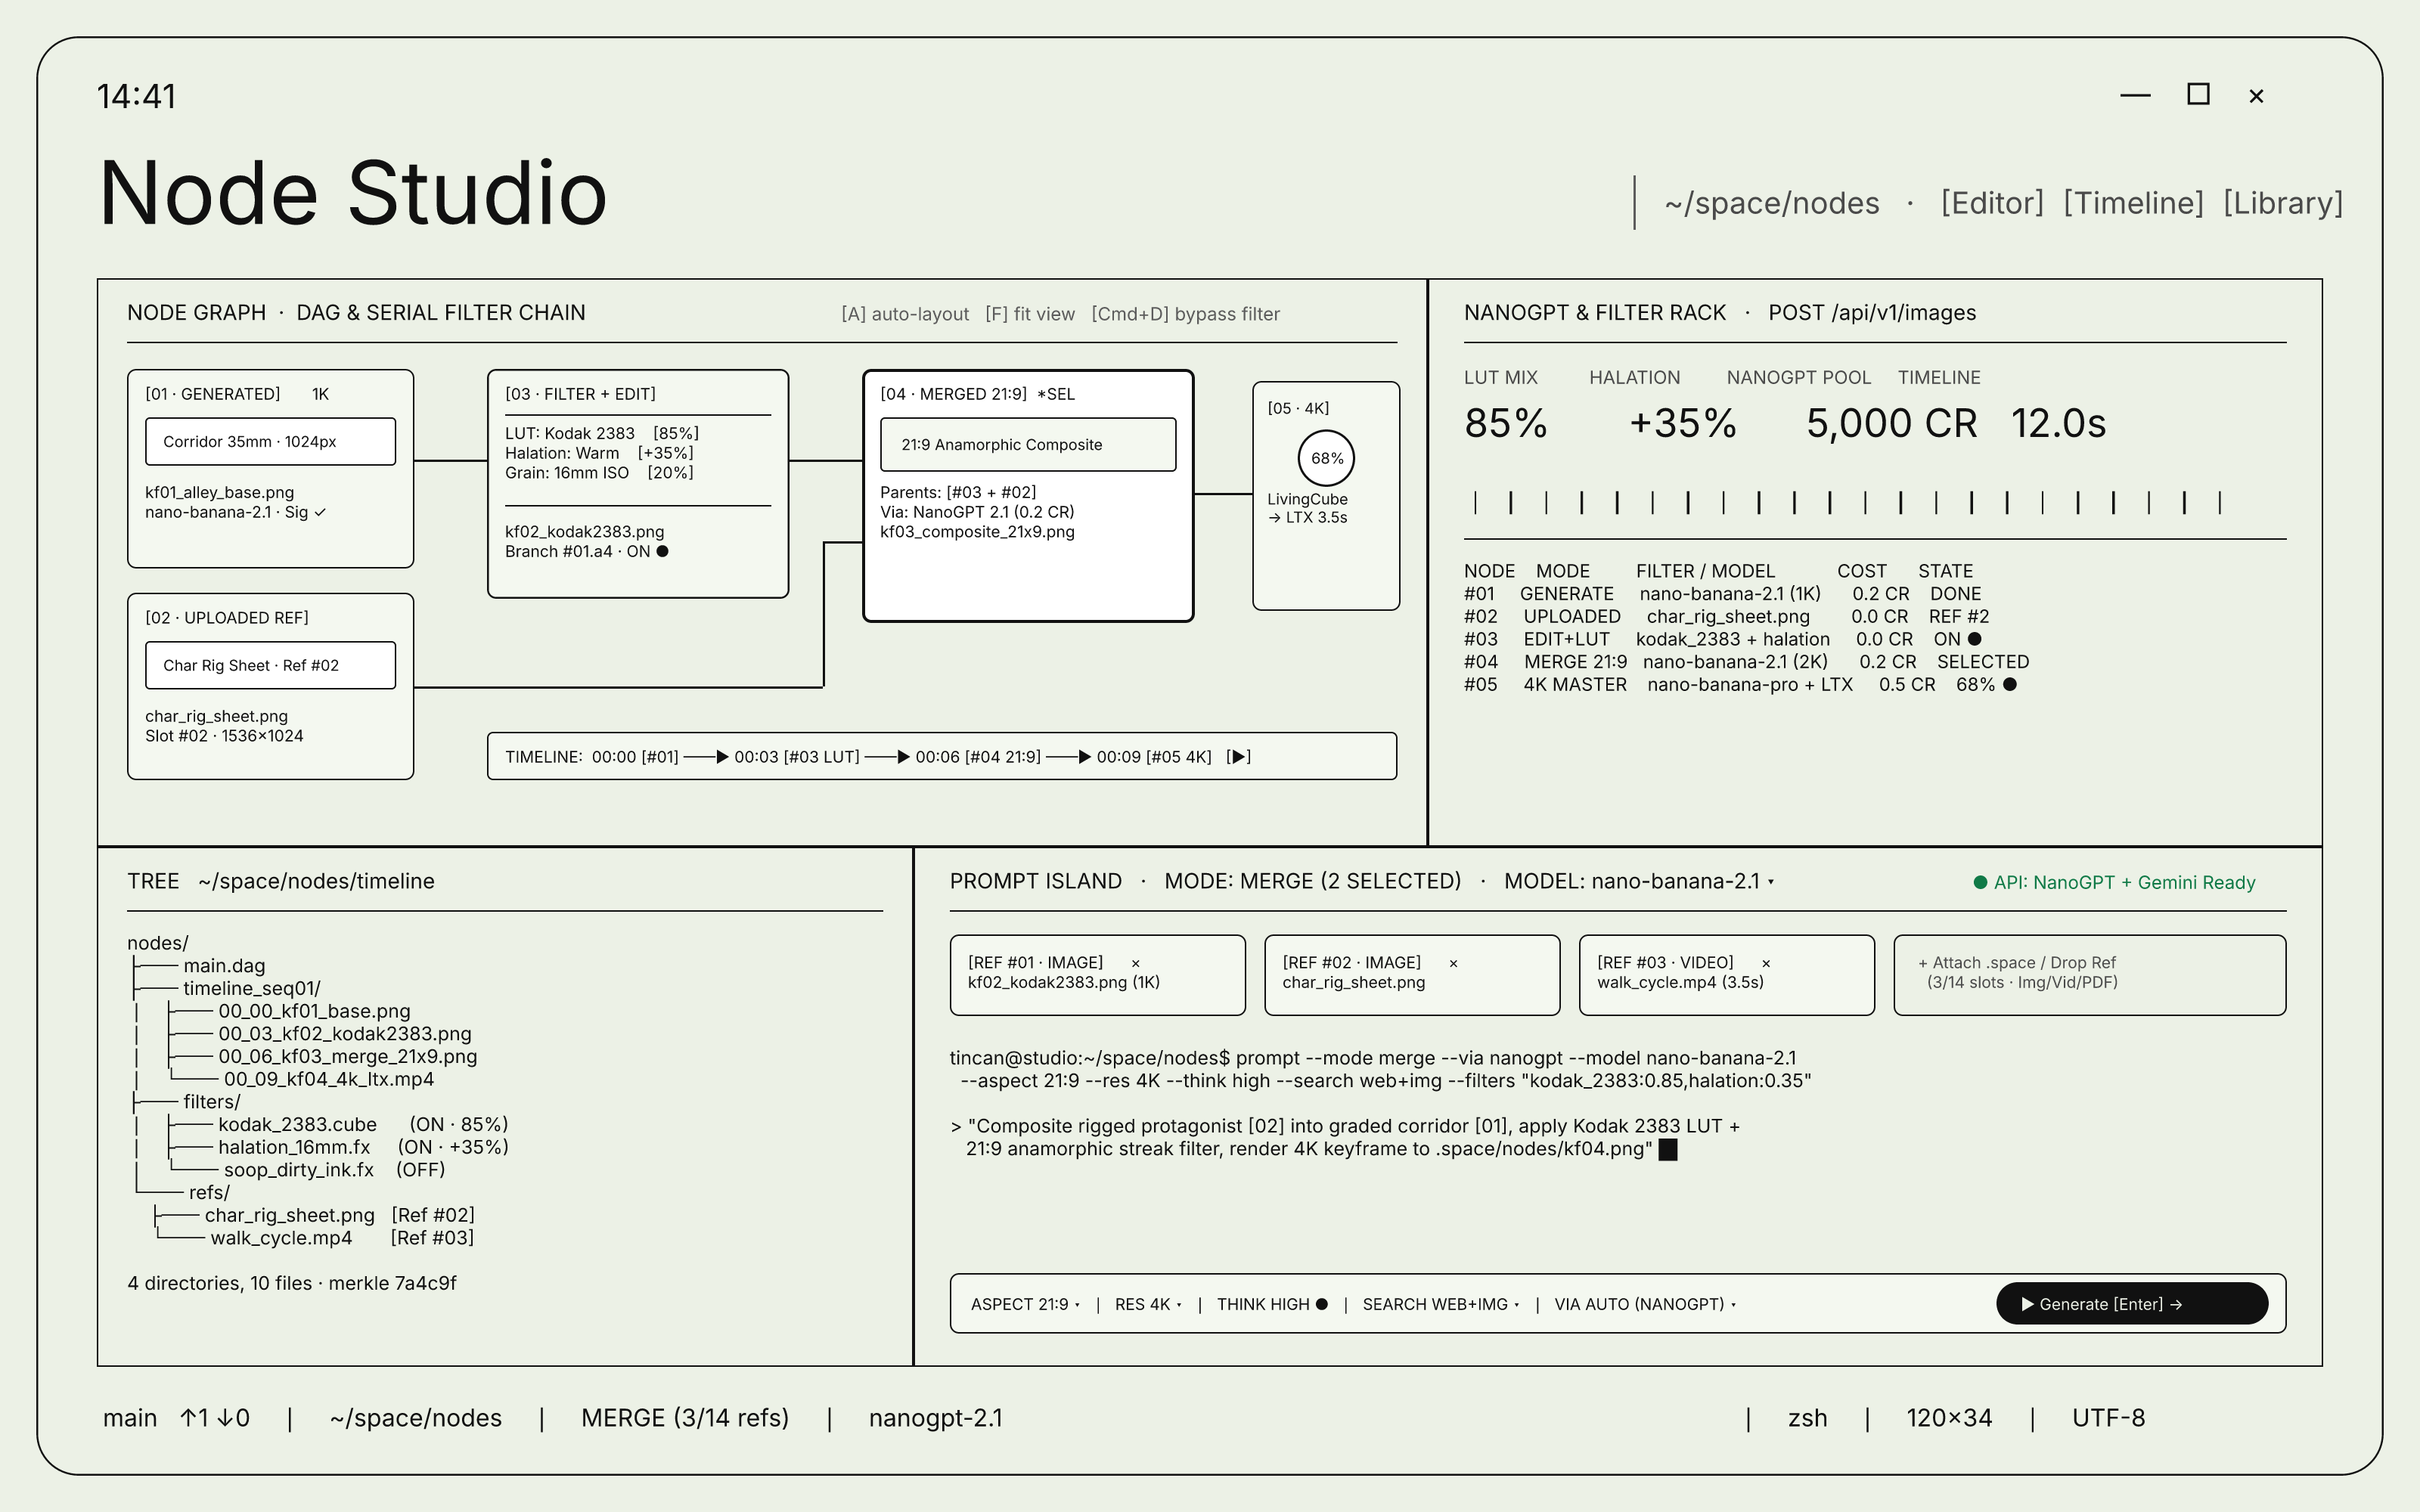 14:41
— □ ×
Node Studio
~/space/nodes · [Editor] [Timeline] [Library]
NODE GRAPH · DAG & SERIAL FILTER CHAIN
[A] auto-layout [F] fit view [Cmd+D] bypass filter
[01 · GENERATED] 1K
Corridor 35mm · 1024px
kf01_alley_base.png
nano-banana-2.1 · Sig ✓
[02 · UPLOADED REF]
Char Rig Sheet · Ref #02
char_rig_sheet.png
Slot #02 · 1536×1024
[03 · FILTER + EDIT]
LUT: Kodak 2383 [85%]
Halation: Warm [+35%]
Grain: 16mm ISO [20%]
kf02_kodak2383.png
Branch #01.a4 · ON ●
[04 · MERGED 21:9] *SEL
21:9 Anamorphic Composite
Parents: [#03 + #02]
Via: NanoGPT 2.1 (0.2 CR)
kf03_composite_21x9.png
[05 · 4K]
68%
LivingCube
→ LTX 3.5s
TIMELINE: 00:00 [#01] ──▶ 00:03 [#03 LUT] ──▶ 00:06 [#04 21:9] ──▶ 00:09 [#05 4K] [▶]
NANOGPT & FILTER RACK · POST /api/v1/images
LUT MIX HALATION NANOGPT POOL TIMELINE
85% +35% 5,000 CR 12.0s
| | | | | | | | | | | | | | | | | | | | | |
NODE MODE FILTER / MODEL COST STATE
#01 GENERATE nano-banana-2.1 (1K) 0.2 CR DONE
#02 UPLOADED char_rig_sheet.png 0.0 CR REF #2
#03 EDIT+LUT kodak_2383 + halation 0.0 CR ON ●
#04 MERGE 21:9 nano-banana-2.1 (2K) 0.2 CR SELECTED
#05 4K MASTER nano-banana-pro + LTX 0.5 CR 68% ●
TREE ~/space/nodes/timeline
nodes/
├── main.dag
├── timeline_seq01/
│ ├── 00_00_kf01_base.png
│ ├── 00_03_kf02_kodak2383.png
│ ├── 00_06_kf03_merge_21x9.png
│ └── 00_09_kf04_4k_ltx.mp4
├── filters/
│ ├── kodak_2383.cube (ON · 85%)
│ ├── halation_16mm.fx (ON · +35%)
│ └── soop_dirty_ink.fx (OFF)
└── refs/
├── char_rig_sheet.png [Ref #02]
└── walk_cycle.mp4 [Ref #03]
4 directories, 10 files · merkle 7a4c9f
PROMPT ISLAND · MODE: MERGE (2 SELECTED) · MODEL: nano-banana-2.1 ▾
● API: NanoGPT + Gemini Ready
[REF #01 · IMAGE] ×
kf02_kodak2383.png (1K)
[REF #02 · IMAGE] ×
char_rig_sheet.png
[REF #03 · VIDEO] ×
walk_cycle.mp4 (3.5s)
+ Attach .space / Drop Ref
(3/14 slots · Img/Vid/PDF)
tincan@studio:~/space/nodes$ prompt --mode merge --via nanogpt --model nano-banana-2.1
--aspect 21:9 --res 4K --think high --search web+img --filters "kodak_2383:0.85,halation:0.35"
> "Composite rigged protagonist [02] into graded corridor [01], apply Kodak 2383 LUT +
21:9 anamorphic streak filter, render 4K keyframe to .space/nodes/kf04.png" █
ASPECT 21:9 ▾ | RES 4K ▾ | THINK HIGH ● | SEARCH WEB+IMG ▾ | VIA AUTO (NANOGPT) ▾
▶ Generate [Enter] →
main ↑1 ↓0 | ~/space/nodes | MERGE (3/14 refs) | nanogpt-2.1
| zsh | 120×34 | UTF-8